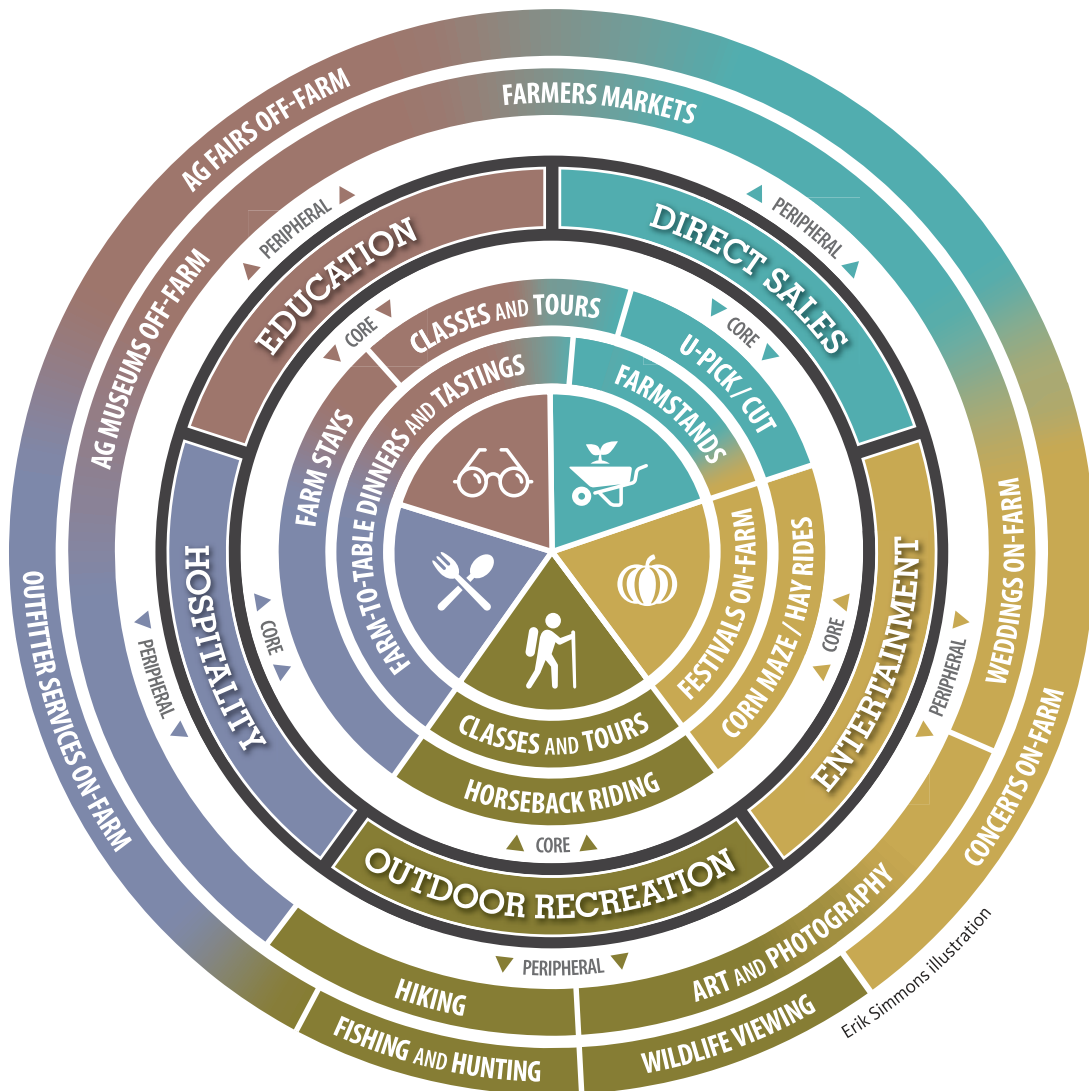 AG FAIRS OFF-FARM
FARMERS MARKETS
AG MUSEUMS OFF-FARM
PERIPHERAL
PERIPHERAL
EDUCATION
DIRECT SALES
CORE
CORE
CLASSES AND TOURS
U-PICK / CUT
FARM STAYS
FARM-TO-TABLE DINNERS AND TASTINGS
FARMSTANDS
HOSPITALITY
CORE
PERIPHERAL
OUTFITTER SERVICES ON-FARM
FESTIVALS ON-FARM
CORN MAZE / HAY RIDES
CORE
ENTERTAINMENT
PERIPHERAL
WEDDINGS ON-FARM
CONCERTS ON-FARM
CLASSES AND TOURS
HORSEBACK RIDING
CORE
OUTDOOR RECREATION
PERIPHERAL
HIKING
ART AND PHOTOGRAPHY
FISHING AND HUNTING
WILDLIFE VIEWING
Erik Simmons illustration